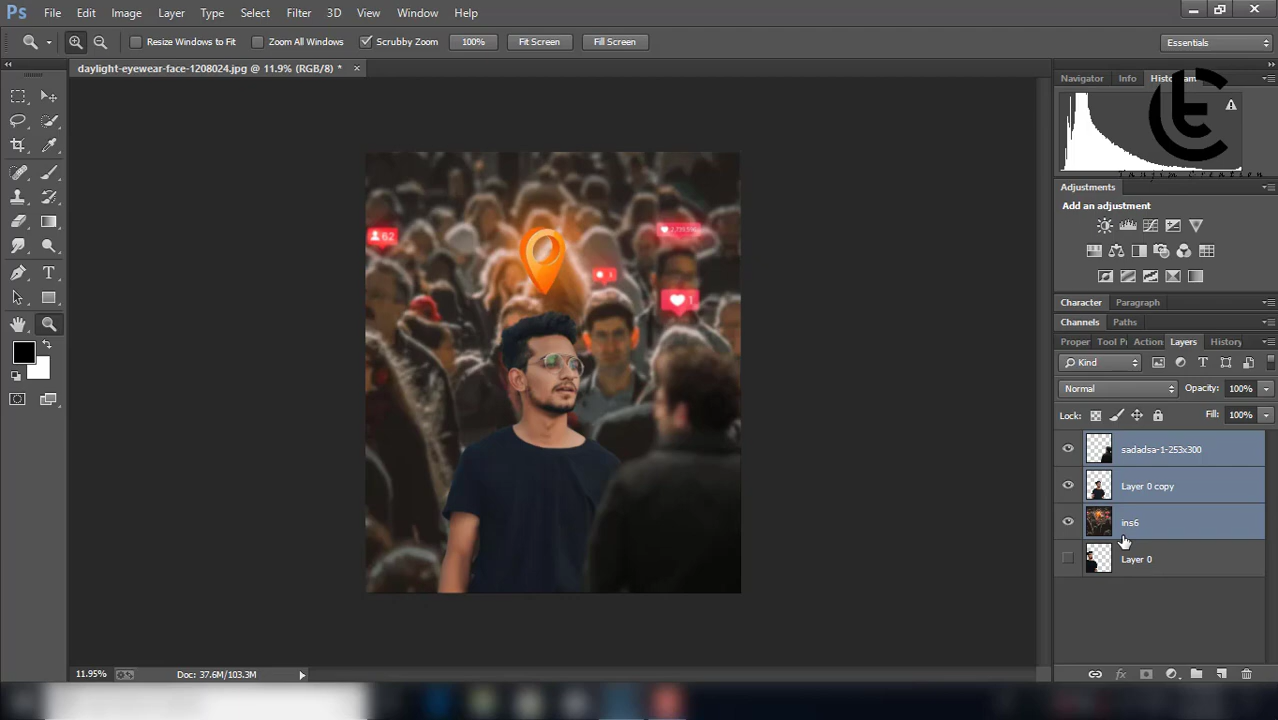 Ps File Edit Image Layer Type Select Filter 3D View Window Help
Resize Windows to Fit Zoom All Windows Scrubby Zoom 100% Fit Screen Fill Screen Essentials
daylight-eyewear-face-1208024.jpg @ 11.9% (RGB/8) * ×
Navigator Info Histogram
Adjustments
Add an adjustment
Character Paragraph
Channels Paths
Proper Tool P Action Layers History
Kind
Normal Opacity: 100%
Lock: Fill: 100%
sadadsa-1-253x300
Layer 0 copy
ins6
Layer 0
62
1
1
11.95% Doc: 37.6M/103.3M